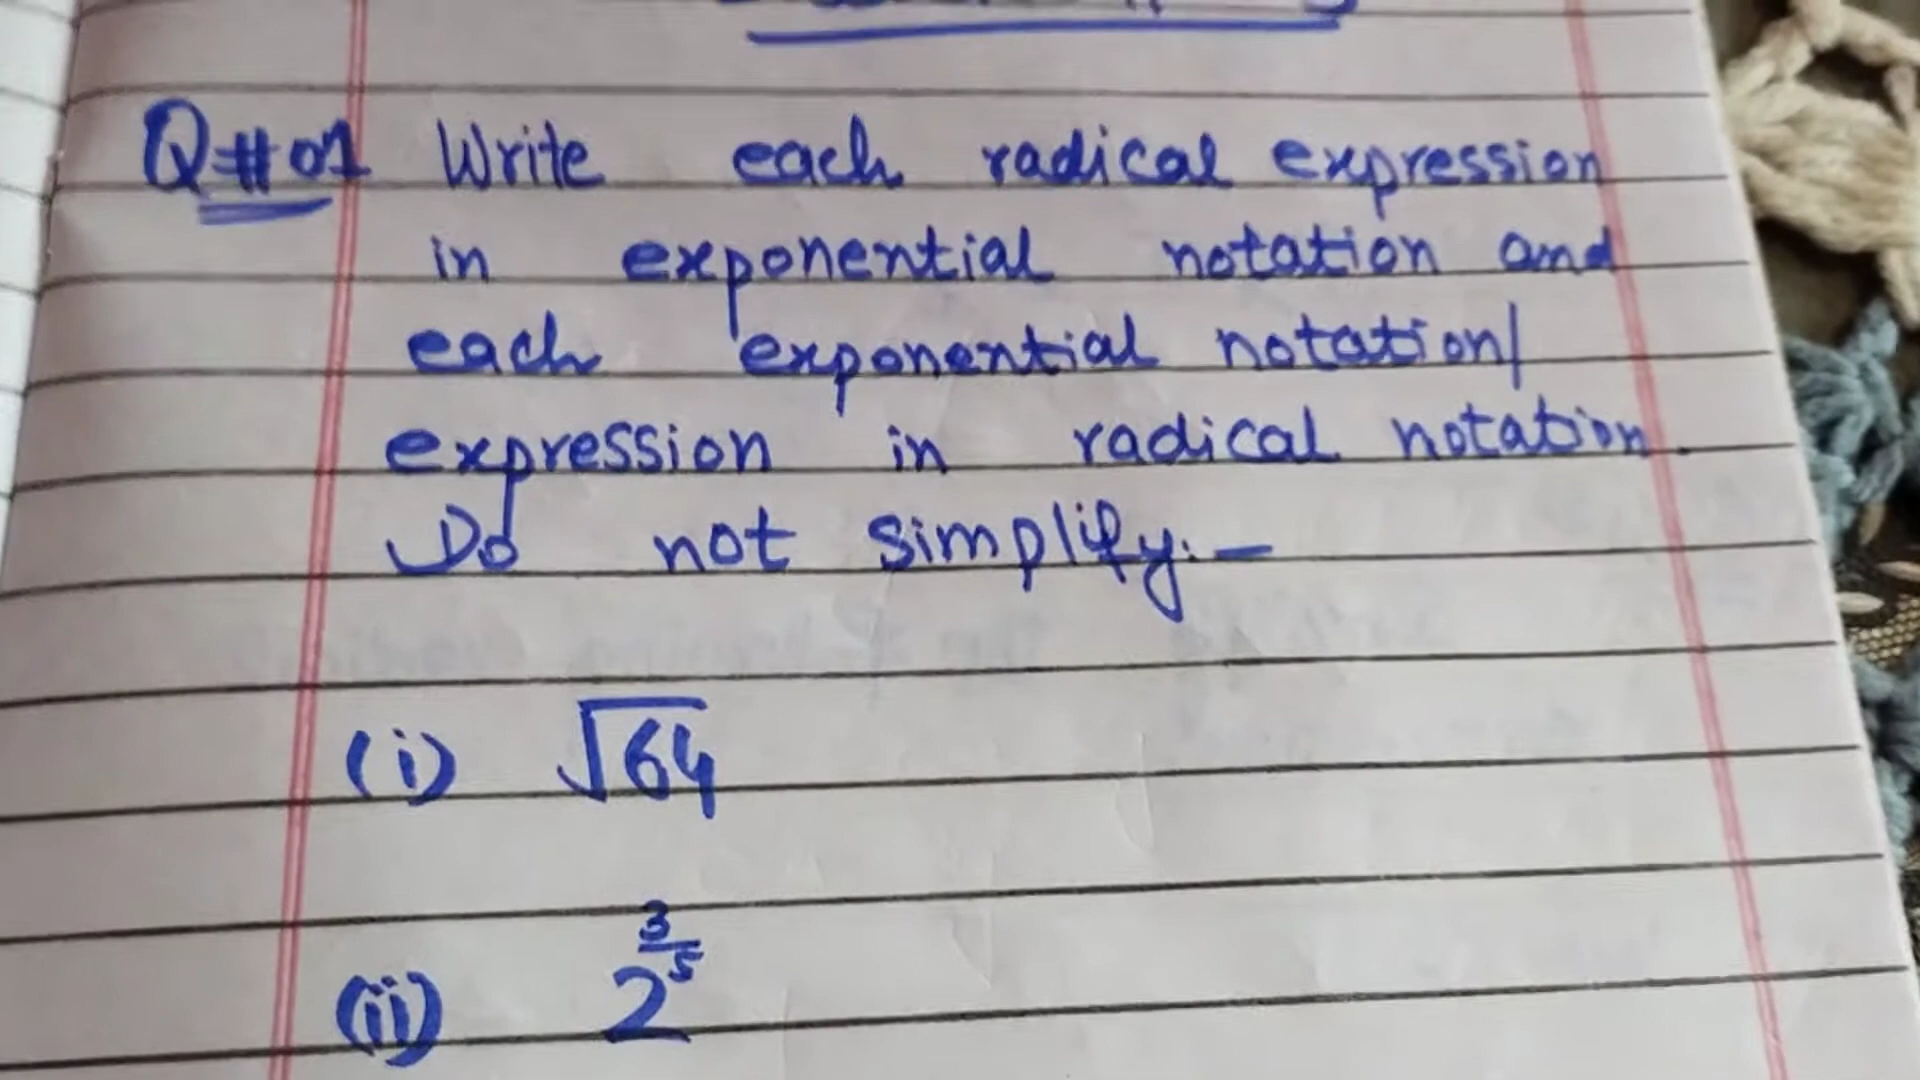 Q#01 Write each radical expression
in exponential notation and
each exponential notation/
expression in radical notation.
Do not simplify:-
(i) √64
(ii) 2^(3/5)